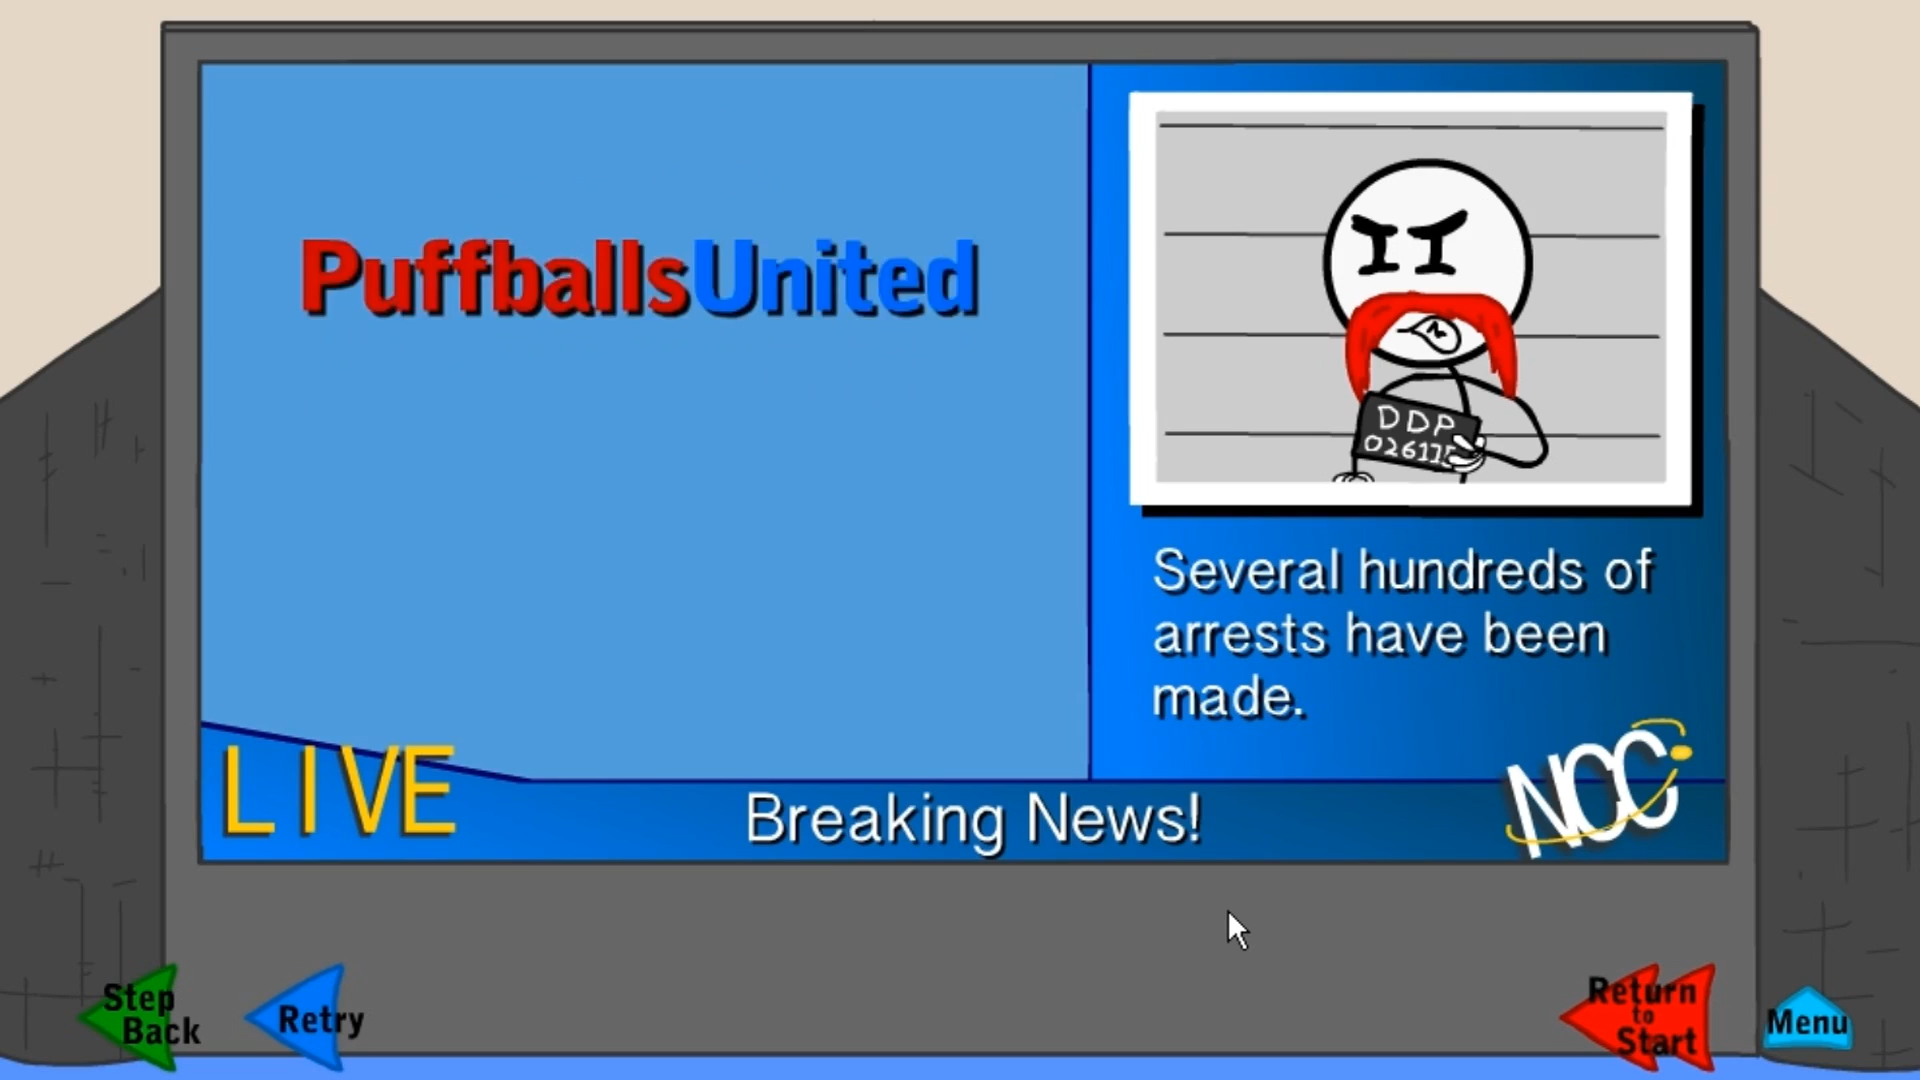 PuffballsUnited
DDP
02611
Several hundreds of
arrests have been
made.
LIVE
Breaking News!
NCC
Step
Back
Retry
Return
to
Start
Menu